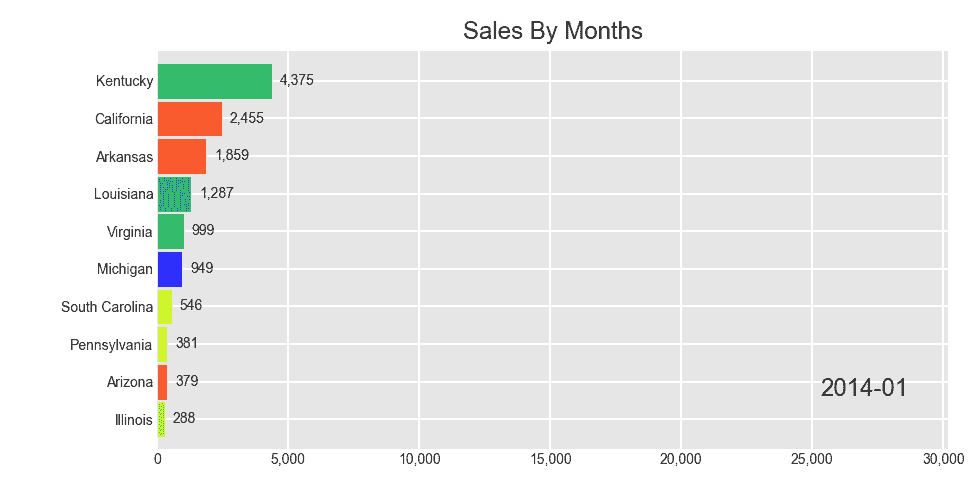 Sales By Months
Kentucky 4,375
California 2,455
Arkansas 1,859
Louisiana 1,287
Virginia 999
Michigan 949
South Carolina 546
Pennsylvania 381
Arizona 379
2014-01
Illinois 288
0 5,000 10,000 15,000 20,000 25,000 30,000